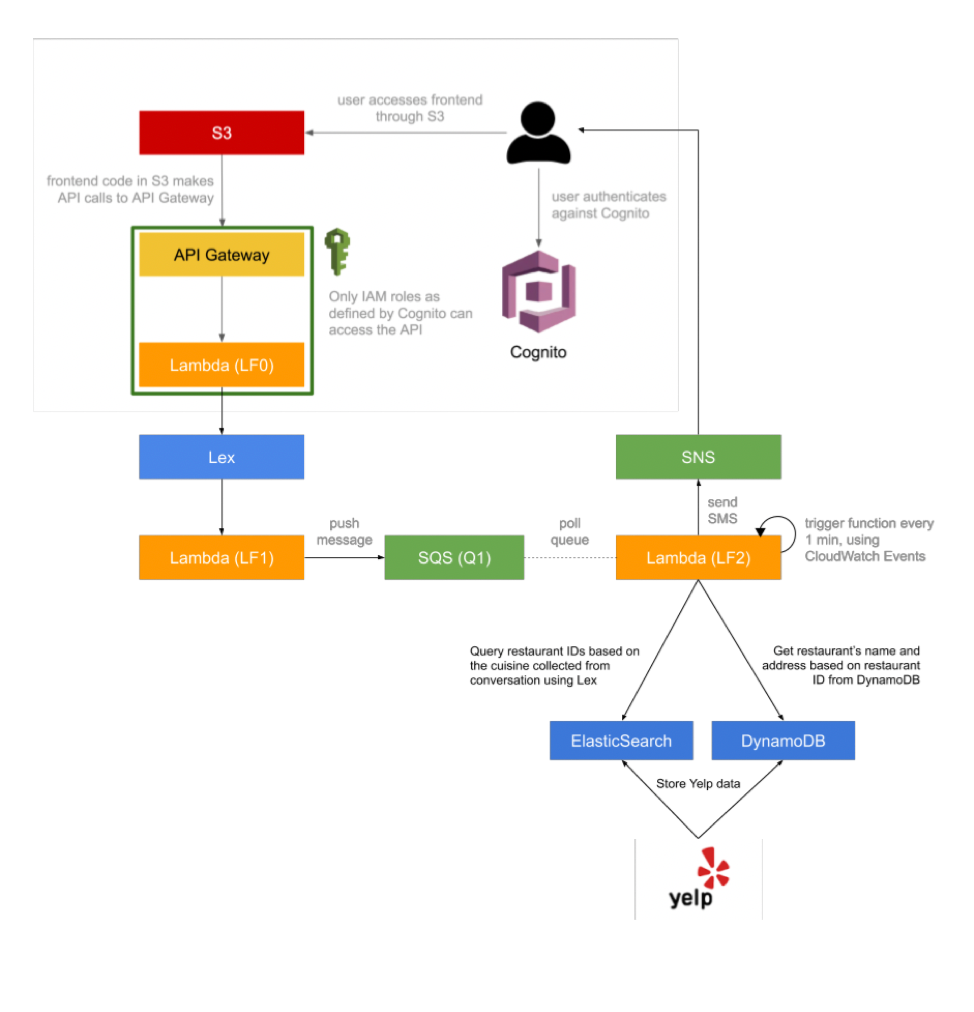 user accesses frontend
through S3
S3
frontend code in S3 makes
API calls to API Gateway
user authenticates
against Cognito
API Gateway
Only IAM roles as
defined by Cognito can
access the API
Cognito
Lambda (LF0)
Lex
SNS
send
SMS
push
message
poll
queue
trigger function every
1 min, using
CloudWatch Events
Lambda (LF1)
SQS (Q1)
Lambda (LF2)
Query restaurant IDs based on
the cuisine collected from
conversation using Lex
Get restaurant's name and
address based on restaurant
ID from DynamoDB
ElasticSearch
DynamoDB
Store Yelp data
yelp